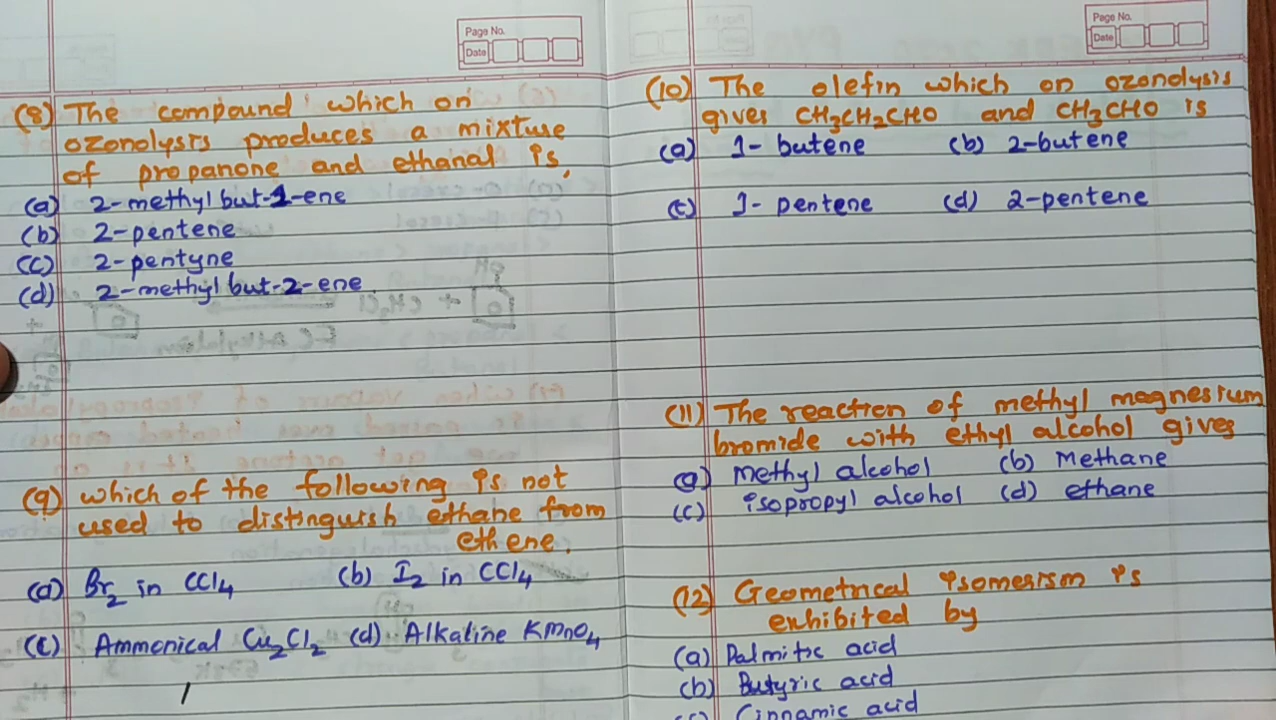 Page No.
Date
(8) The compound which on
ozonolysis produces a mixture
of propanone and ethanal is,
(a) 2-methyl but-1-ene
(b) 2-pentene
(c) 2-pentyne
(d) 2-methyl but-2-ene
(9) which of the following is not
used to distinguish ethane from
ethene.
(a) Br2 in CCl4 (b) I2 in CCl4
(c) Ammonical Cu2Cl2 (d) Alkaline KMnO4
Page No.
Date
(10) The olefin which on ozonolysis
gives CH3CH2CHO and CH3CHO is
(a) 1- butene (b) 2-butene
(c) 1- pentene (d) 2-pentene
(11) The reaction of methyl magnesium
bromide with ethyl alcohol gives
(a) Methyl alcohol (b) Methane
(c) isopropyl alcohol (d) ethane
(12) Geometrical isomerism is
exhibited by
(a) Palmitic acid
(b) Butyric acid
(c) Cinnamic acid